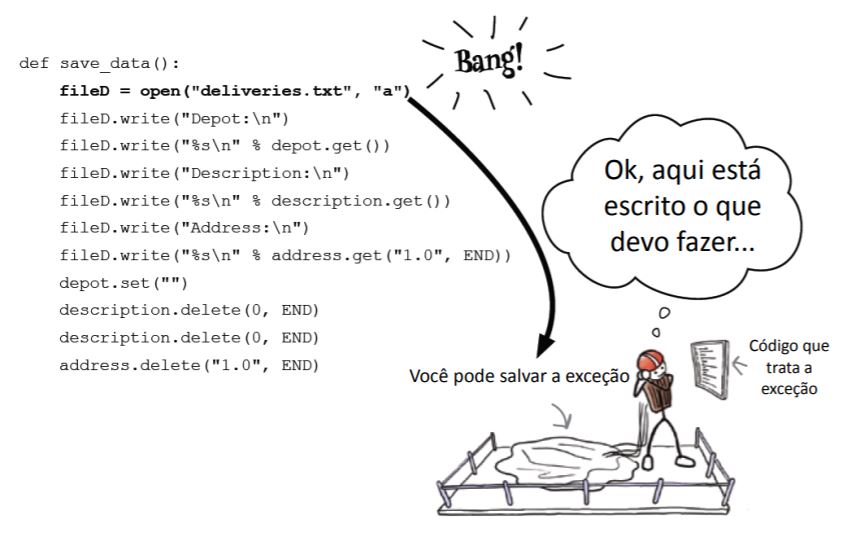 def save_data():
    fileD = open("deliveries.txt", "a")
    fileD.write("Depot:\n")
    fileD.write("%s\n" % depot.get())
    fileD.write("Description:\n")
    fileD.write("%s\n" % description.get())
    fileD.write("Address:\n")
    fileD.write("%s\n" % address.get("1.0", END))
    depot.set("")
    description.delete(0, END)
    description.delete(0, END)
    address.delete("1.0", END)
Bang!
Ok, aqui está
escrito o que
devo fazer...
Você pode salvar a exceção
Código que
trata a
exceção